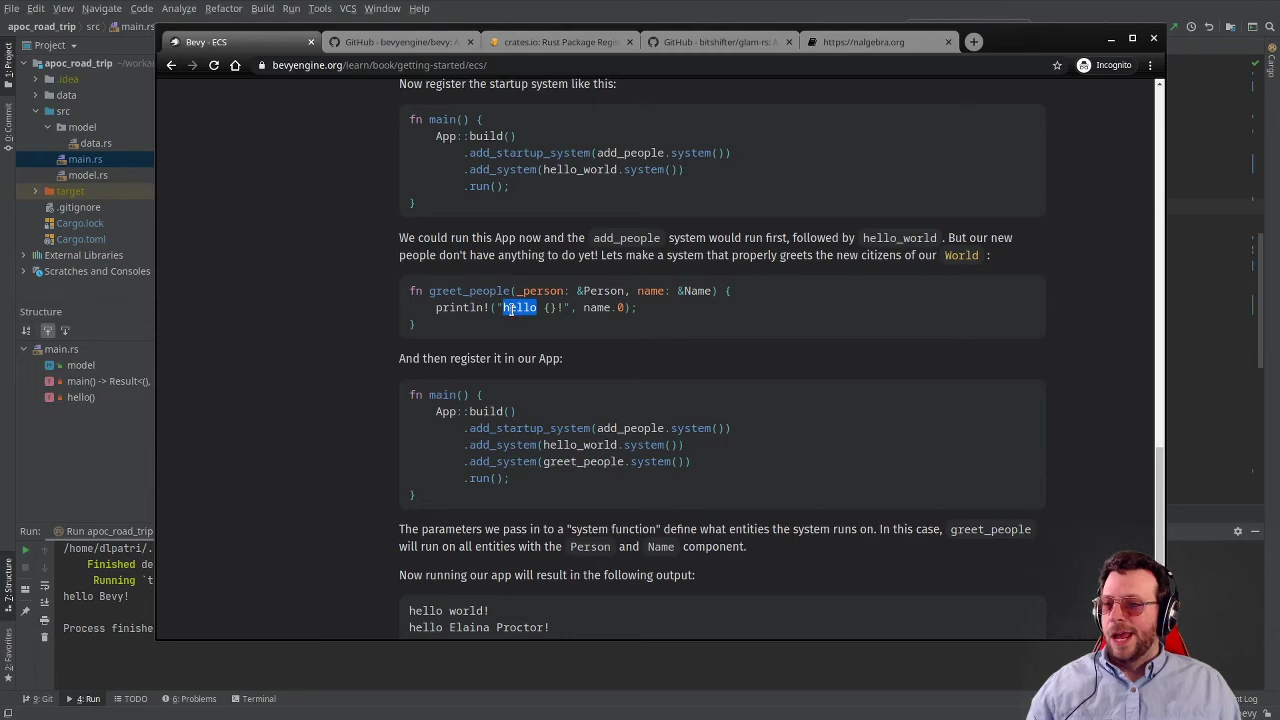 File Edit View Navigate Code Analyze Refactor Build Run Tools VCS Window Help
apoc_road_trip src main.rs
Project
apoc_road_trip
.idea
data
src
model
data.rs
main.rs
model.rs
target
.gitignore
Cargo.lock
Cargo.toml
External Libraries
Scratches and Consoles
Structure
main.rs
model
main() -> Result<(),
hello()
1: Project
Commit
7: Structure
2: Favorites
Cargo
Bevy - ECS
GitHub - bevyengine/bevy: A
crates.io: Rust Package Regi
GitHub - bitshifter/glam-rs: A
https://nalgebra.org
bevyengine.org/learn/book/getting-started/ecs/
Incognito
Now register the startup system like this:
fn main() {
App::build()
.add_startup_system(add_people.system())
.add_system(hello_world.system())
.run();
}
We could run this App now and the add_people system would run first, followed by hello_world. But our new
people don't have anything to do yet! Lets make a system that properly greets the new citizens of our World :
fn greet_people(_person: &Person, name: &Name) {
println!("hello {}!", name.0);
}
And then register it in our App:
fn main() {
App::build()
.add_startup_system(add_people.system())
.add_system(hello_world.system())
.add_system(greet_people.system())
.run();
}
The parameters we pass in to a "system function" define what entities the system runs on. In this case, greet_people
will run on all entities with the Person and Name component.
Now running our app will result in the following output:
hello world!
hello Elaina Proctor!
Run: Run apoc_road_trip
/home/dlpatri/.
Finished de
Running `t
hello Bevy!
Process finishe
9: Git 4: Run TODO 6: Problems Terminal